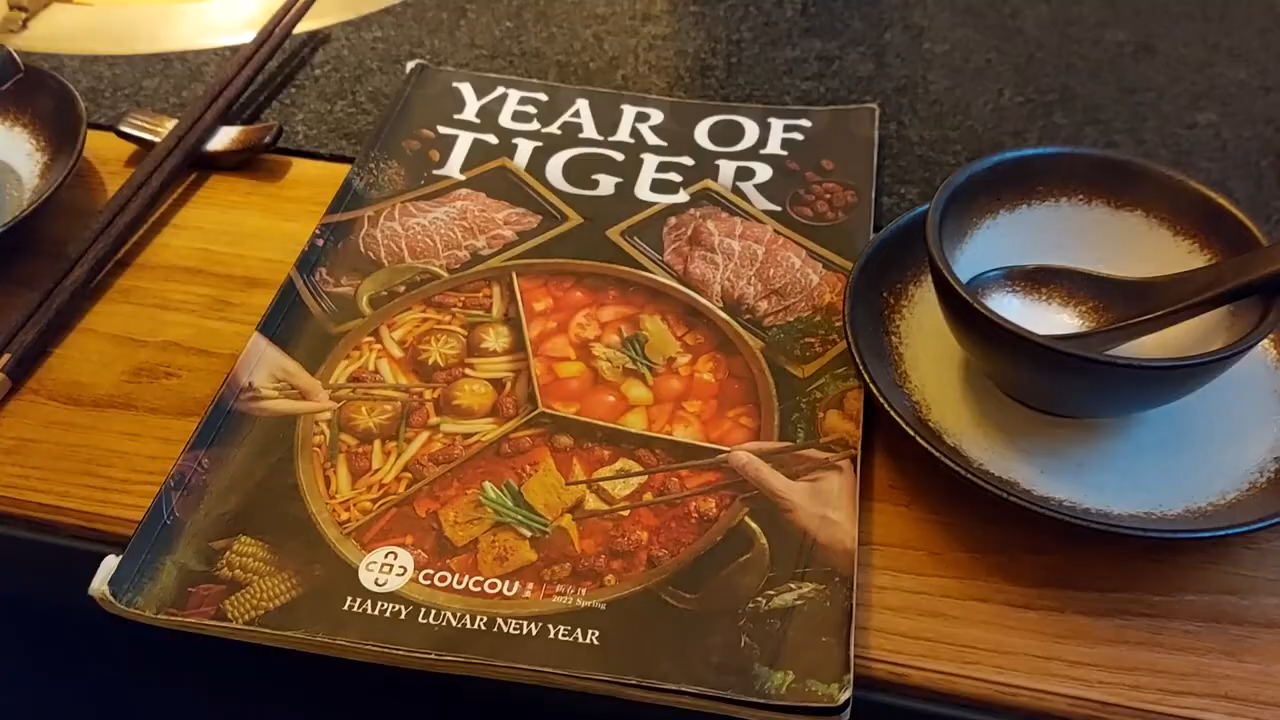 YEAR OF
TIGER
COUCOU
2022 Spring
HAPPY LUNAR NEW YEAR